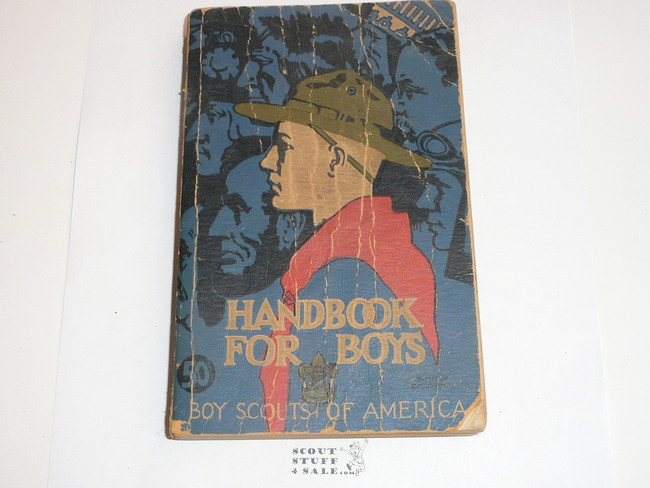 HANDBOOK
FOR BOYS
50¢
BOY SCOUTS OF AMERICA
SCOUT
STUFF
4 SALE.COM